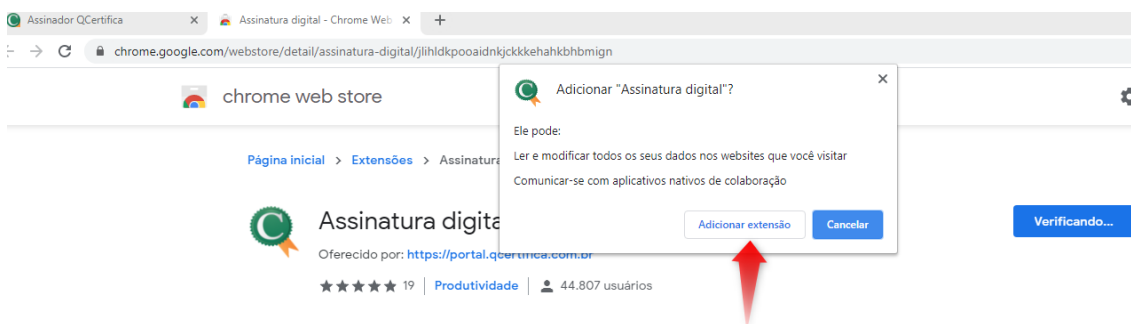 Assinador QCertifica
Assinatura digital - Chrome Web
chrome.google.com/webstore/detail/assinatura-digital/jlihldkpooaidnkjckkkehahkbhbmign
chrome web store
Adicionar "Assinatura digital"?
Ele pode:
Ler e modificar todos os seus dados nos websites que você visitar
Comunicar-se com aplicativos nativos de colaboração
Adicionar extensão
Cancelar
Página inicial > Extensões > Assinatura
Assinatura digita
Verificando...
Oferecido por: https://portal.qcertifica.com.br
19
Produtividade
44.807 usuários